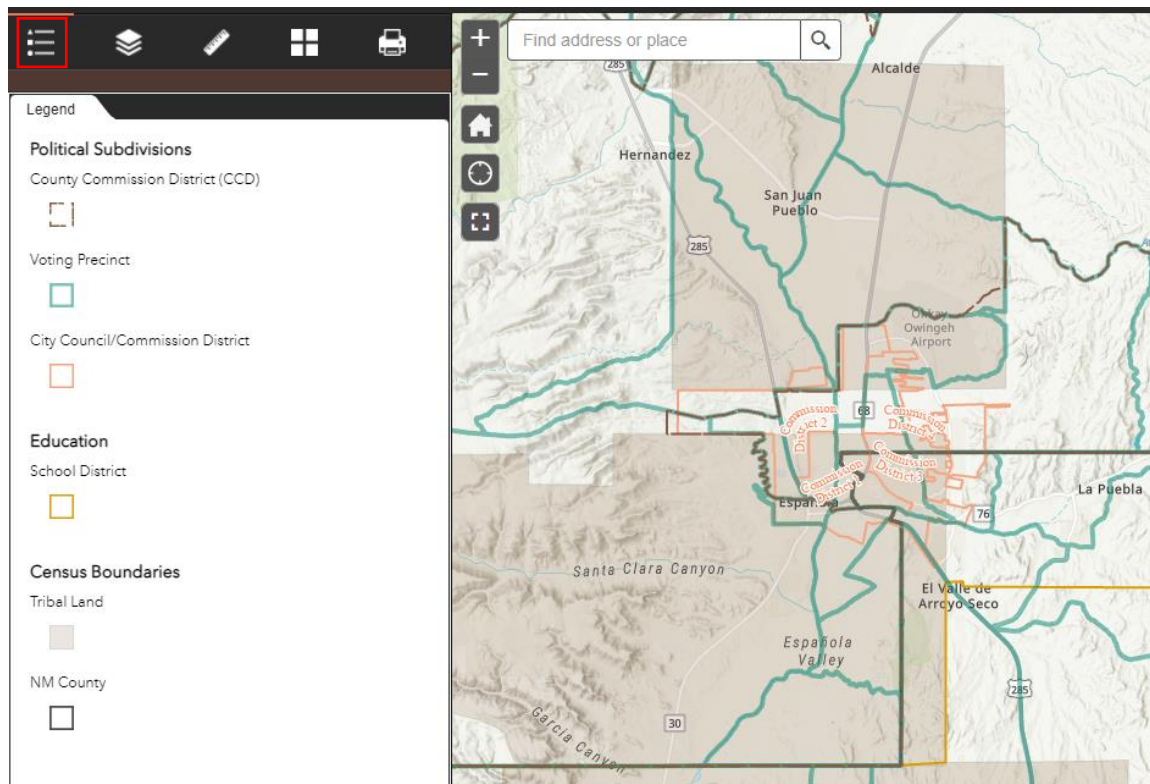 Find address or place
Legend
Political Subdivisions
County Commission District (CCD)
Voting Precinct
City Council/Commission District
Education
School District
Census Boundaries
Tribal Land
NM County
285
Alcalde
Hernandez
San Juan
Pueblo
285
Ohkay
Owingeh
Airport
Commission
District 2
68
Commission
District
Commission
District 3
Commission
District
Española
La Puebla
76
Santa Clara Canyon
El Valle de
Arroyo Seco
Española
Valley
285
30
Garcia Canyon